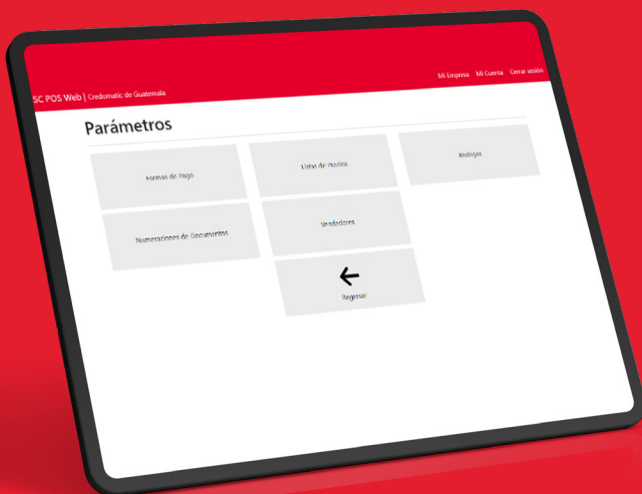 SC POS Web | Credomatic de Guatemala
Mi Empresa Mi Cuenta Cerrar sesión
Parámetros
Formas de Pago
Listas de Precios
Bodegas
Numeraciones de Documentos
Vendedores
Regresar